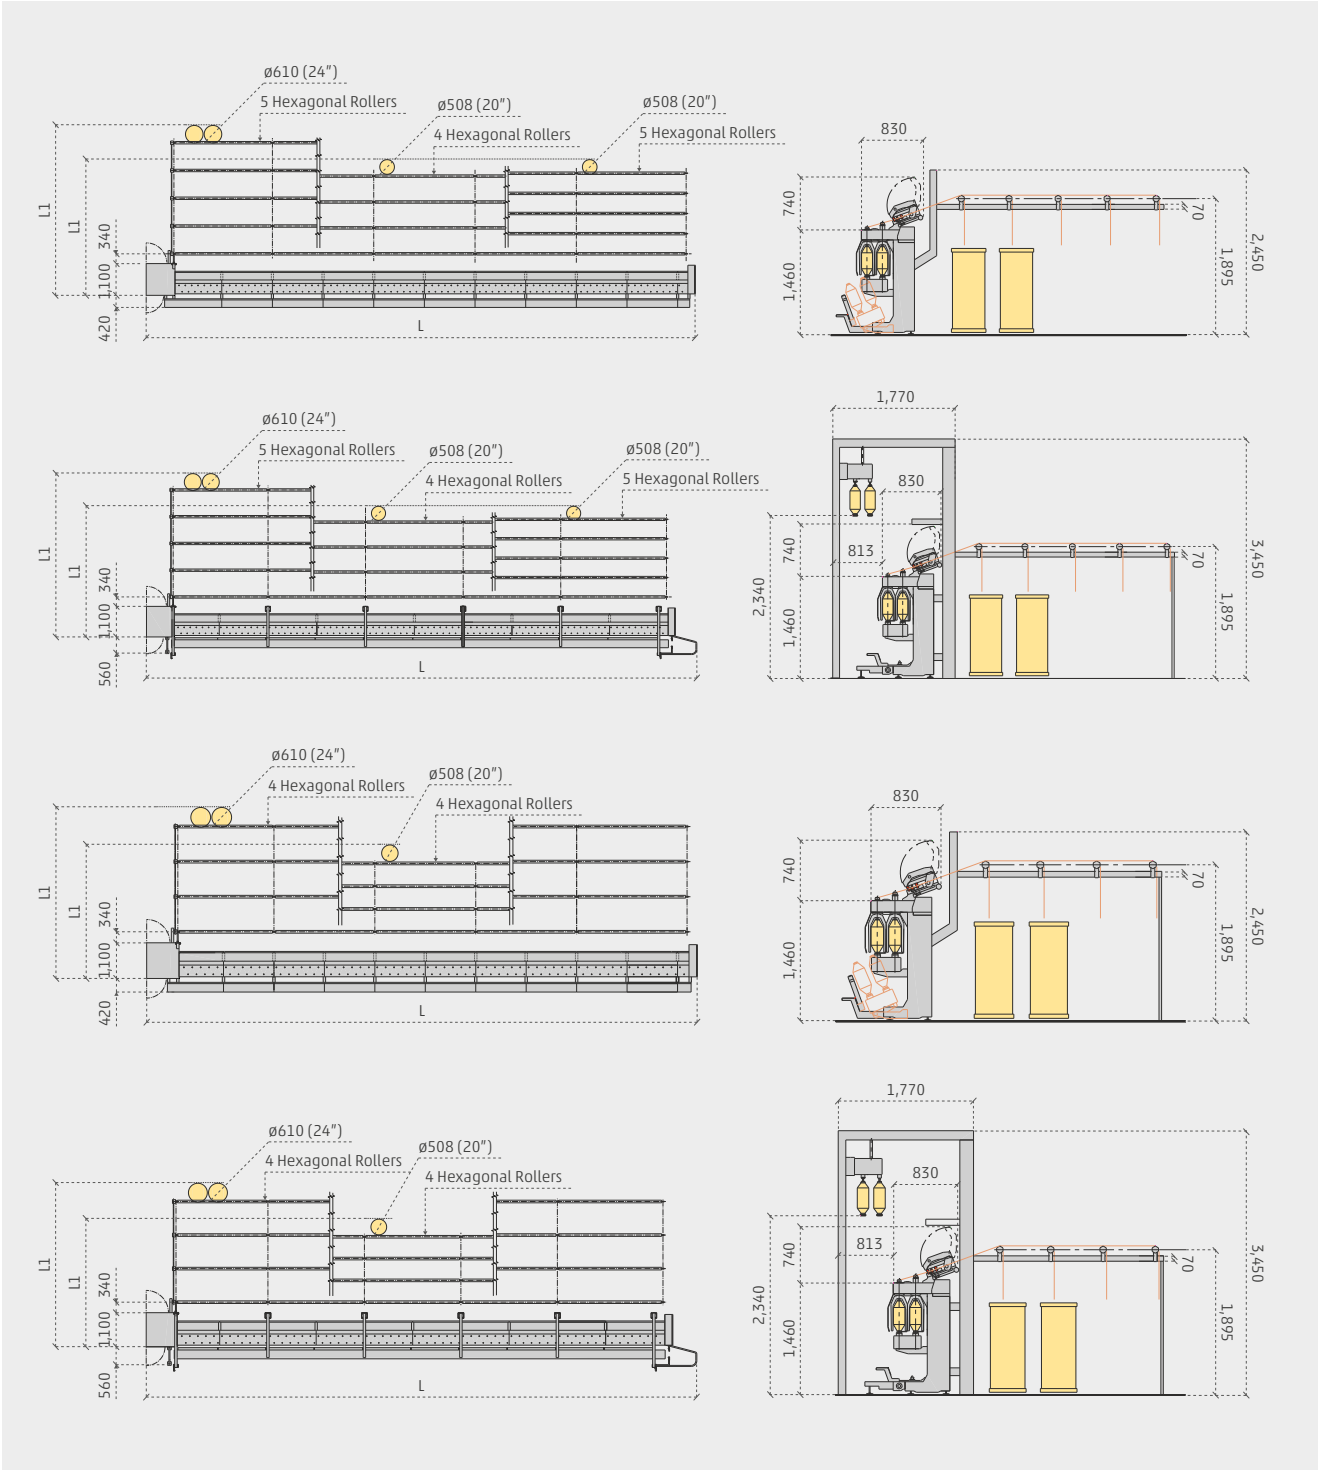 ø610 (24")
5 Hexagonal Rollers
ø508 (20")
4 Hexagonal Rollers
ø508 (20")
5 Hexagonal Rollers
L1
L1
340
1,100
420
L
830
740
1,460
70
1,895
2,450
ø610 (24")
5 Hexagonal Rollers
ø508 (20")
4 Hexagonal Rollers
ø508 (20")
5 Hexagonal Rollers
L1
L1
340
1,100
560
L
1,770
830
813
740
2,340
1,460
70
1,895
3,450
ø610 (24")
4 Hexagonal Rollers
ø508 (20")
4 Hexagonal Rollers
L1
L1
340
1,100
420
L
830
740
1,460
70
1,895
2,450
ø610 (24")
4 Hexagonal Rollers
ø508 (20")
4 Hexagonal Rollers
L1
L1
340
1,100
560
L
1,770
830
813
740
2,340
1,460
70
1,895
3,450